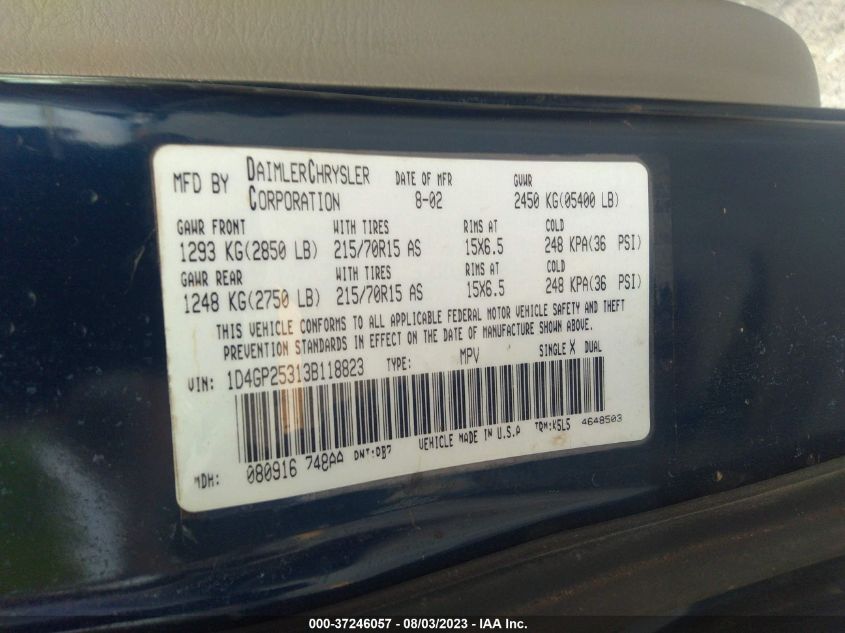 MFD BY DAIMLERCHRYSLER CORPORATION DATE OF MFR 8-02 GVWR 2450 KG(05400 LB)
GAWR FRONT WITH TIRES RIMS AT COLD
1293 KG(2850 LB) 215/70R15 AS 15X6.5 248 KPA(36 PSI)
GAWR REAR WITH TIRES RIMS AT COLD
1248 KG(2750 LB) 215/70R15 AS 15X6.5 248 KPA(36 PSI)
THIS VEHICLE CONFORMS TO ALL APPLICABLE FEDERAL MOTOR VEHICLE SAFETY AND THEFT
PREVENTION STANDARDS IN EFFECT ON THE DATE OF MANUFACTURE SHOWN ABOVE.
VIN: 1D4GP25313B118823 TYPE: MPV SINGLE X DUAL
MDH: 080916 748AA PNT:PB7 VEHICLE MADE IN U.S.A TRM:K5L5 4648503
000-37246057 - 08/03/2023 - IAA Inc.